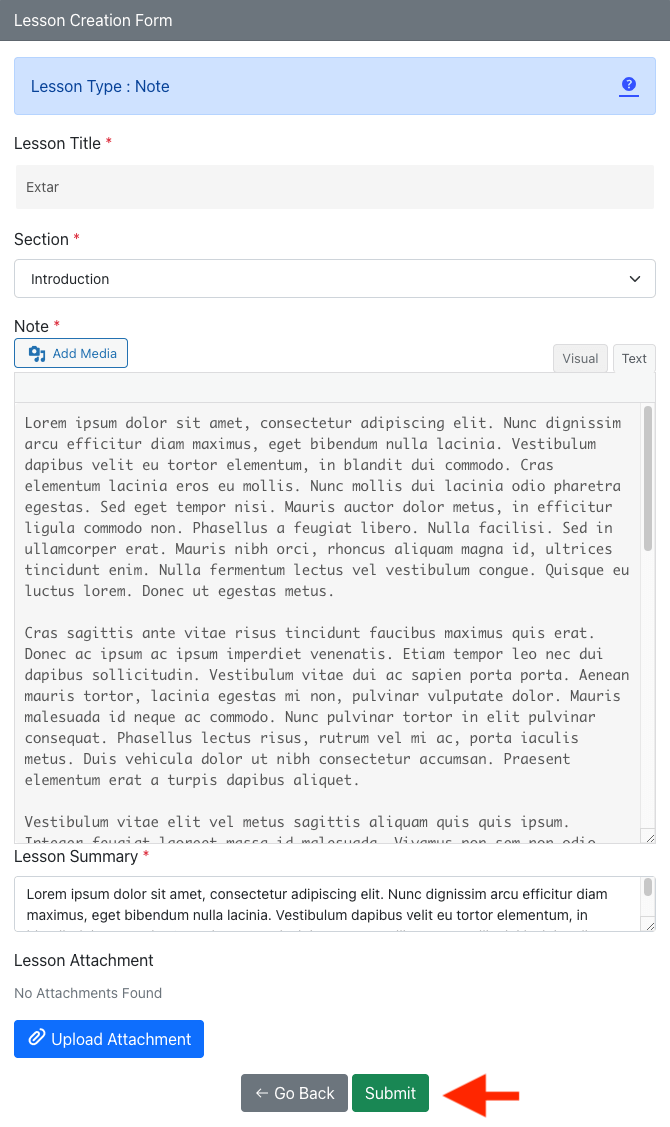 Lesson Creation Form
Lesson Type : Note
?
Lesson Title *
Extar
Section *
Introduction
Note *
Add Media
Visual
Text
Lorem ipsum dolor sit amet, consectetur adipiscing elit. Nunc dignissim
arcu efficitur diam maximus, eget bibendum nulla lacinia. Vestibulum
dapibus velit eu tortor elementum, in blandit dui commodo. Cras
elementum lacinia eros eu mollis. Nunc mollis dui lacinia odio pharetra
egestas. Sed eget tempor nisi. Mauris auctor dolor metus, in efficitur
ligula commodo non. Phasellus a feugiat libero. Nulla facilisi. Sed in
ullamcorper erat. Mauris nibh orci, rhoncus aliquam magna id, ultrices
tincidunt enim. Nulla fermentum lectus vel vestibulum congue. Quisque eu
luctus lorem. Donec ut egestas metus.
Cras sagittis ante vitae risus tincidunt faucibus maximus quis erat.
Donec ac ipsum ac ipsum imperdiet venenatis. Etiam tempor leo nec dui
dapibus sollicitudin. Vestibulum vitae dui ac sapien porta porta. Aenean
mauris tortor, lacinia egestas mi non, pulvinar vulputate dolor. Mauris
malesuada id neque ac commodo. Nunc pulvinar tortor in elit pulvinar
consequat. Phasellus lectus risus, rutrum vel mi ac, porta iaculis
metus. Duis vehicula dolor ut nibh consectetur accumsan. Praesent
elementum erat a turpis dapibus aliquet.
Vestibulum vitae elit vel metus sagittis aliquam quis quis ipsum.
Integer feugiat laoreet massa id malesuada. Vivamus non sem non odio
Lesson Summary *
Lorem ipsum dolor sit amet, consectetur adipiscing elit. Nunc dignissim arcu efficitur diam
maximus, eget bibendum nulla lacinia. Vestibulum dapibus velit eu tortor elementum, in
Lesson Attachment
No Attachments Found
Upload Attachment
← Go Back
Submit